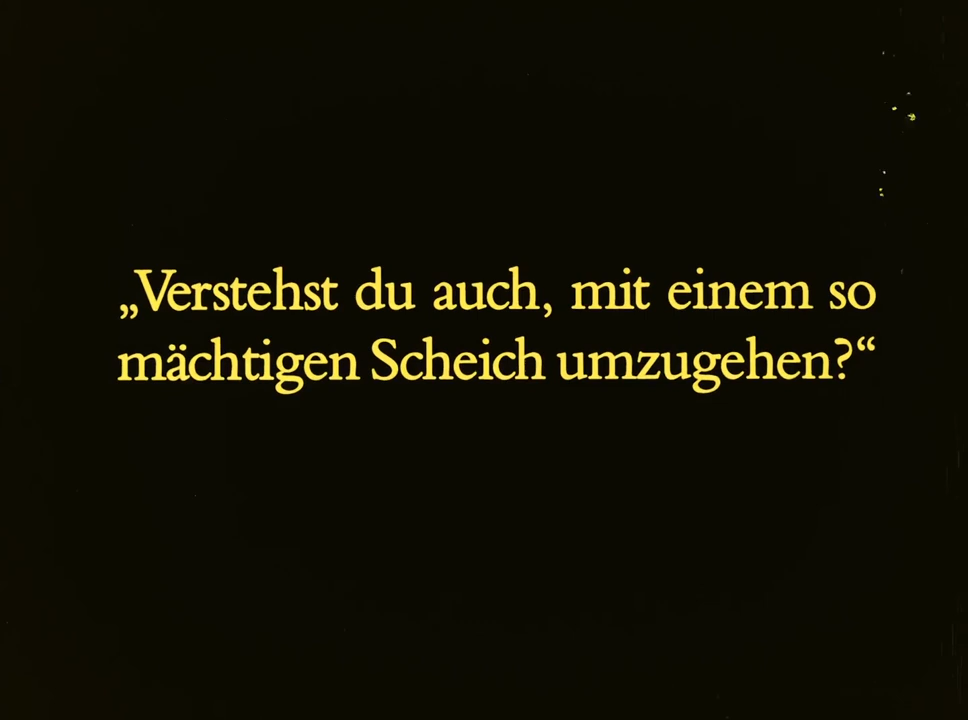 „Verstehst du auch, mit einem so
mächtigen Scheich umzugehen?“